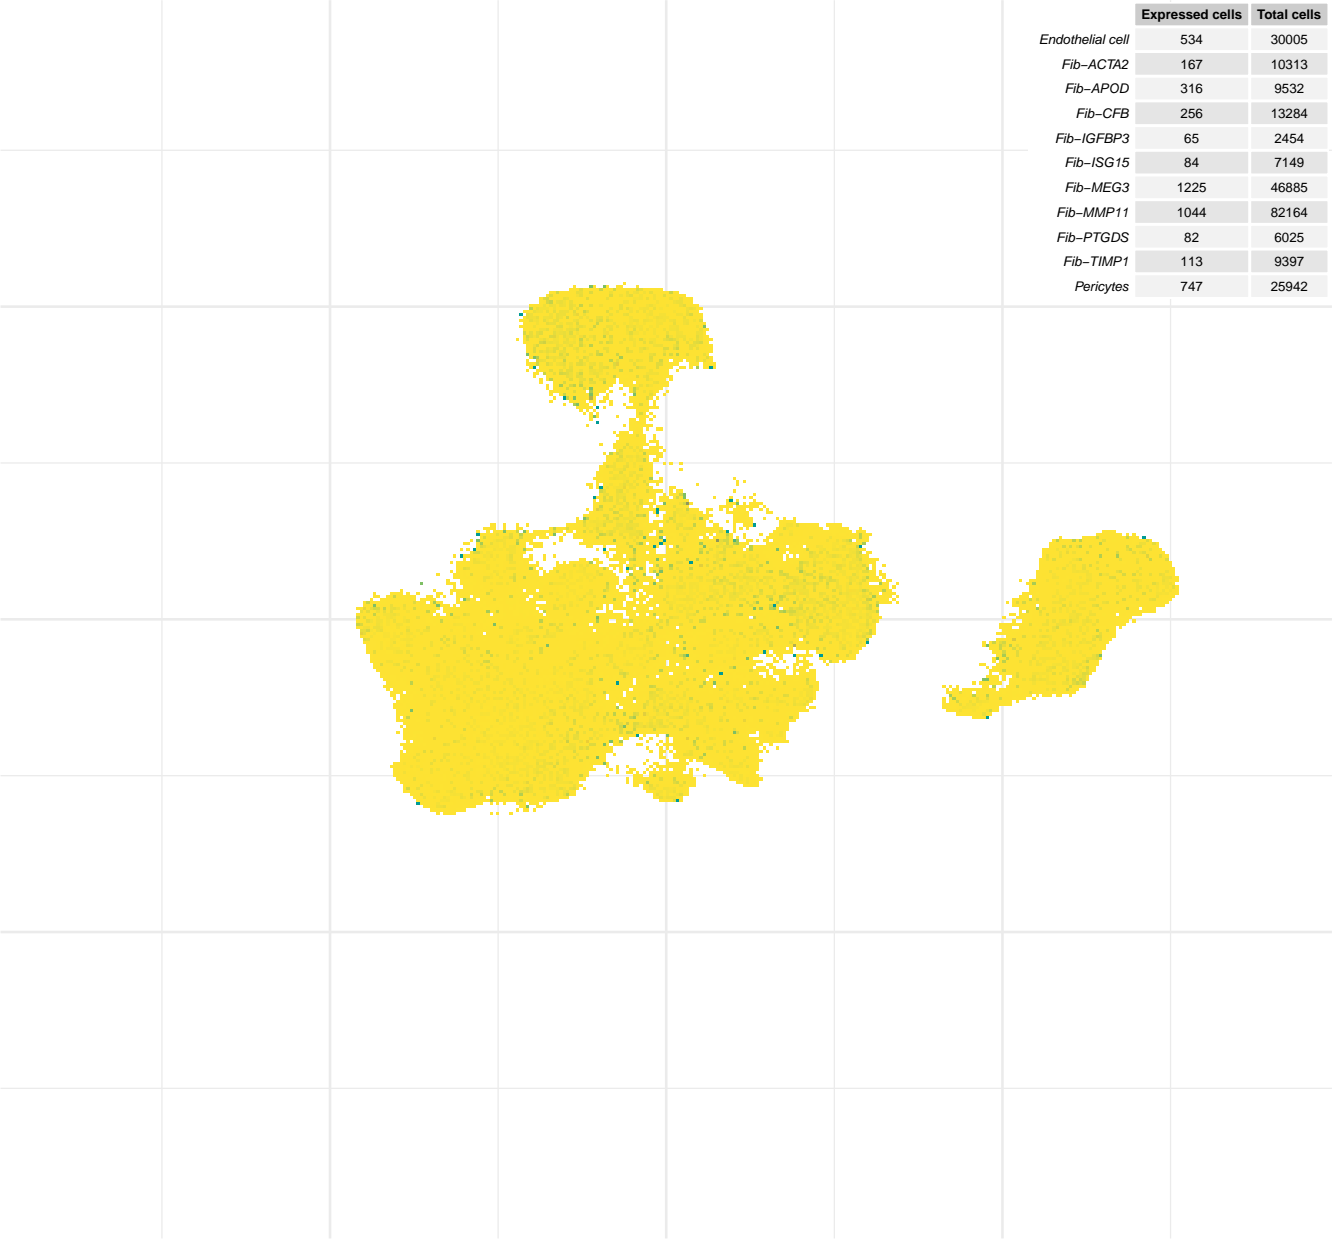 Expressed cells Total cells
Endothelial cell 534 30005
Fib−ACTA2 167 10313
Fib−APOD 316 9532
Fib−CFB 256 13284
Fib−IGFBP3 65 2454
Fib−ISG15 84 7149
Fib−MEG3 1225 46885
Fib−MMP11 1044 82164
Fib−PTGDS 82 6025
Fib−TIMP1 113 9397
Pericytes 747 25942